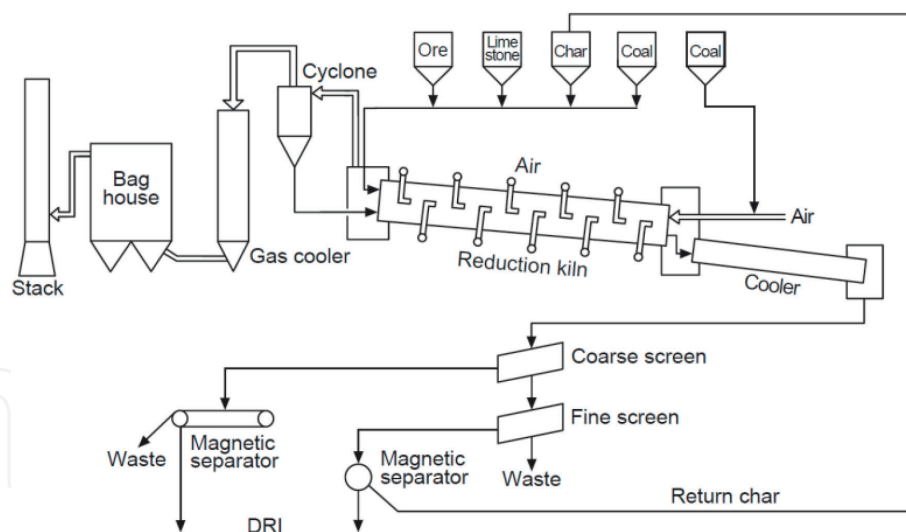 Ore
Lime
stone
Char
Coal
Coal
Cyclone
Air
Bag
house
Air
Gas cooler
Reduction kiln
Cooler
Stack
Coarse screen
Fine screen
Magnetic
separator
Waste
Magnetic
separator
Waste
Return char
DRI